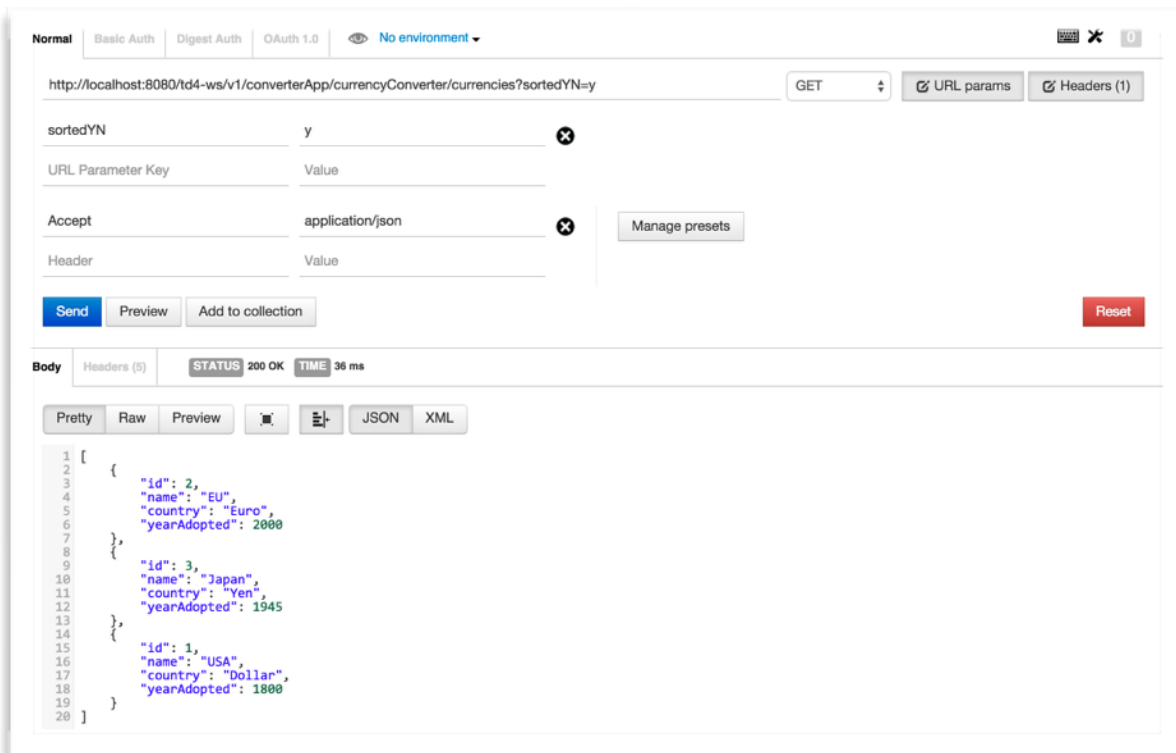 Normal Basic Auth Digest Auth OAuth 1.0 No environment 0
http://localhost:8080/td4-ws/v1/converterApp/currencyConverter/currencies?sortedYN=y GET URL params Headers (1)
sortedYN y
URL Parameter Key Value
Accept application/json Manage presets
Header Value
Send Preview Add to collection Reset
Body Headers (5) STATUS 200 OK TIME 36 ms
Pretty Raw Preview JSON XML
1 [
2 {
3 "id": 2,
4 "name": "EU",
5 "country": "Euro",
6 "yearAdopted": 2000
7 },
8 {
9 "id": 3,
10 "name": "Japan",
11 "country": "Yen",
12 "yearAdopted": 1945
13 },
14 {
15 "id": 1,
16 "name": "USA",
17 "country": "Dollar",
18 "yearAdopted": 1800
19 }
20 ]